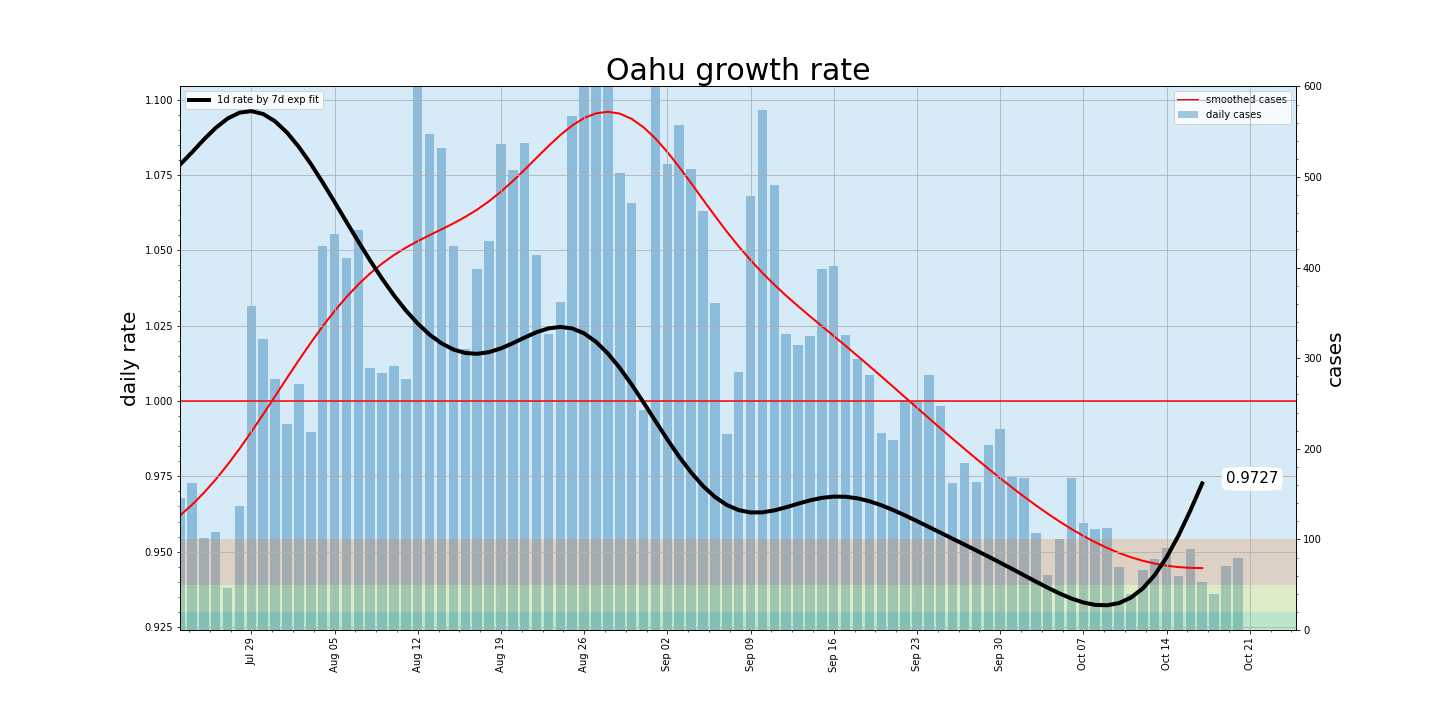 Oahu growth rate
1d rate by 7d exp fit
smoothed cases
daily cases
daily rate
1.100
1.075
1.050
1.025
1.000
0.975
0.950
0.925
cases
600
500
400
300
200
100
0
0.9727
Jul 29
Aug 05
Aug 12
Aug 19
Aug 26
Sep 02
Sep 09
Sep 16
Sep 23
Sep 30
Oct 07
Oct 14
Oct 21